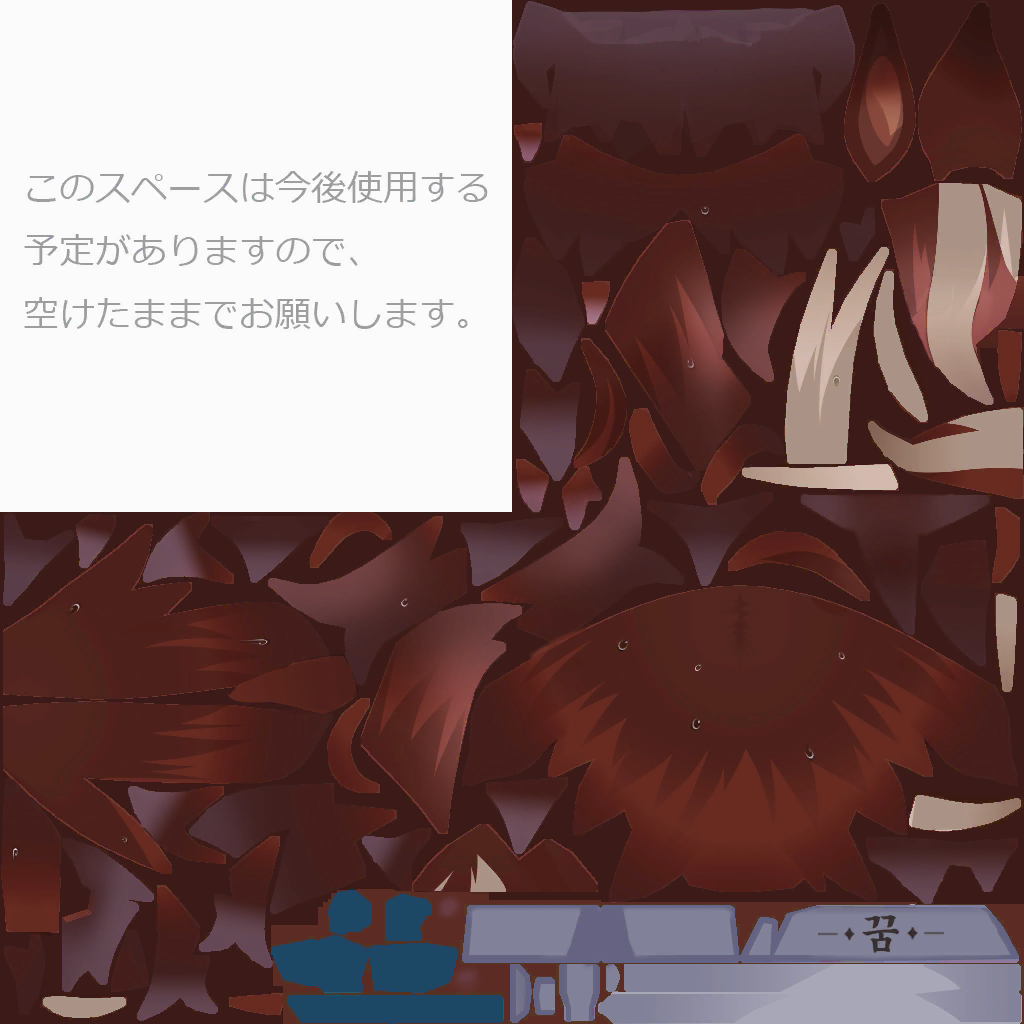 このスペースは今後使用する
予定がありますので、
空けたままでお願いします。
꿈